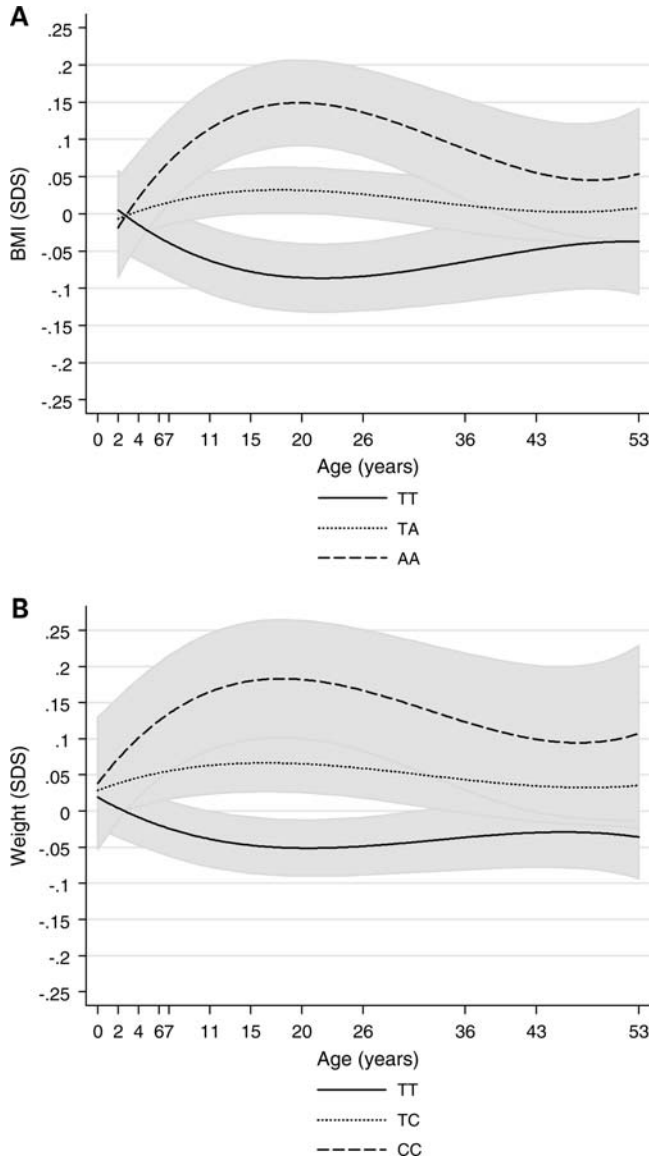 A
BMI (SDS)
.25
.2
.15
.1
.05
0
-.05
-.1
-.15
-.2
-.25
0 2 4 67 11 15 20 26 36 43 53
Age (years)
TT
TA
AA
B
Weight (SDS)
.25
.2
.15
.1
.05
0
-.05
-.1
-.15
-.2
-.25
0 2 4 67 11 15 20 26 36 43 53
Age (years)
TT
TC
CC